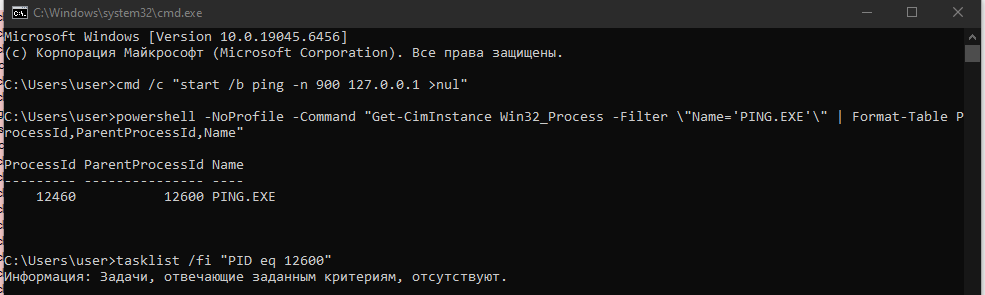 C:\Windows\system32\cmd.exe
Microsoft Windows [Version 10.0.19045.6456]
(c) Корпорация Майкрософт (Microsoft Corporation). Все права защищены.
C:\Users\user>cmd /c "start /b ping -n 900 127.0.0.1 >nul"
C:\Users\user>powershell -NoProfile -Command "Get-CimInstance Win32_Process -Filter \"Name='PING.EXE'\" | Format-Table P
rocessId,ParentProcessId,Name"
ProcessId ParentProcessId Name
--------- --------------- ----
    12460           12600 PING.EXE
C:\Users\user>tasklist /fi "PID eq 12600"
Информация: Задачи, отвечающие заданным критериям, отсутствуют.